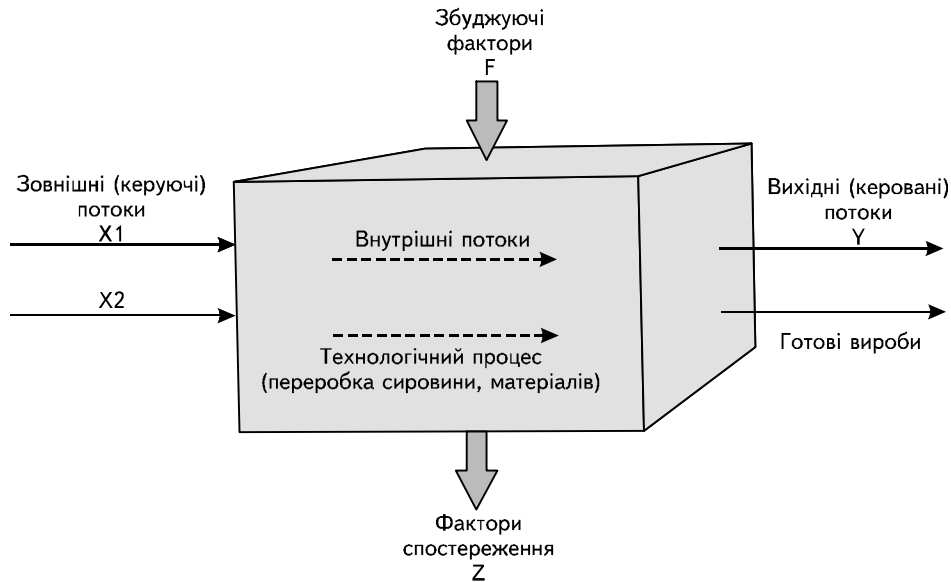 Збуджуючі
фактори
F
Зовнішні (керуючі)
потоки
X1
X2
Внутрішні потоки
Технологічний процес
(переробка сировини, матеріалів)
Вихідні (керовані)
потоки
Y
Готові вироби
Фактори
спостереження
Z